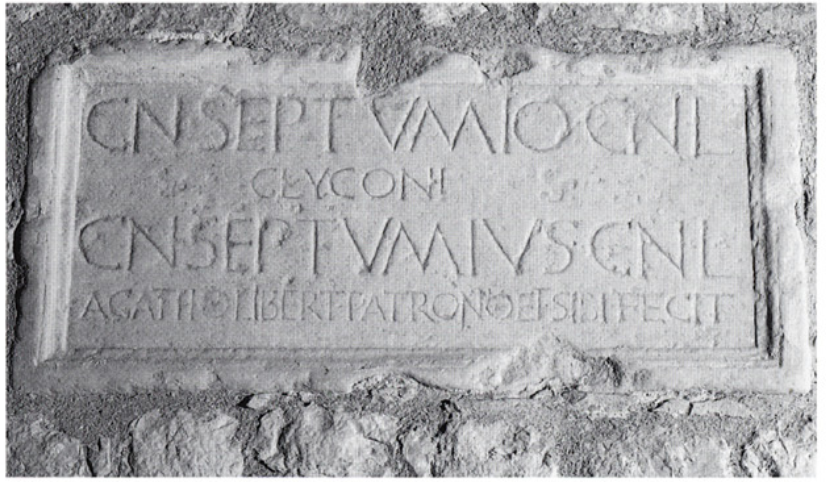 CN·SEPTVMIO·CN·L
GLYCONI
CN·SEPTVMIVS·CN·L
AGATHO·LIBERT·PATRONO·ET·SIBI·FECIT